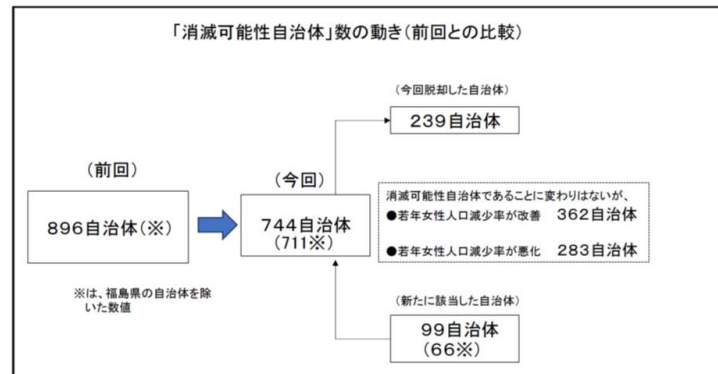 「消滅可能性自治体」数の動き(前回との比較)
(今回脱却した自治体)
239自治体
(前回)
896自治体(※)
(今回)
744自治体
(711※)
消滅可能性自治体であることに変わりはないが、
●若年女性人口減少率が改善 362自治体
●若年女性人口減少率が悪化 283自治体
※は、福島県の自治体を除
いた数値
(新たに該当した自治体)
99自治体
(66※)